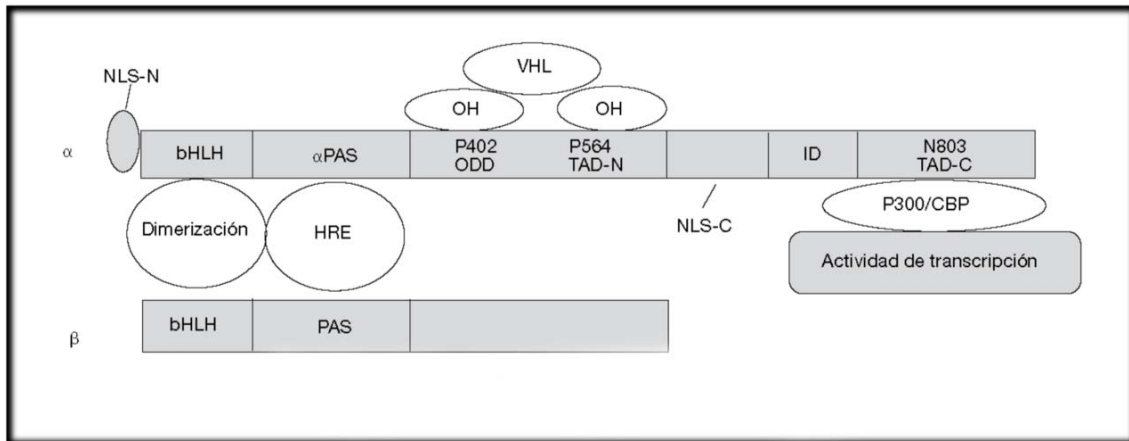 VHL
NLS-N
OH
OH
α
bHLH
αPAS
P402
ODD
P564
TAD-N
ID
N803
TAD-C
Dimerización
HRE
NLS-C
P300/CBP
Actividad de transcripción
β
bHLH
PAS